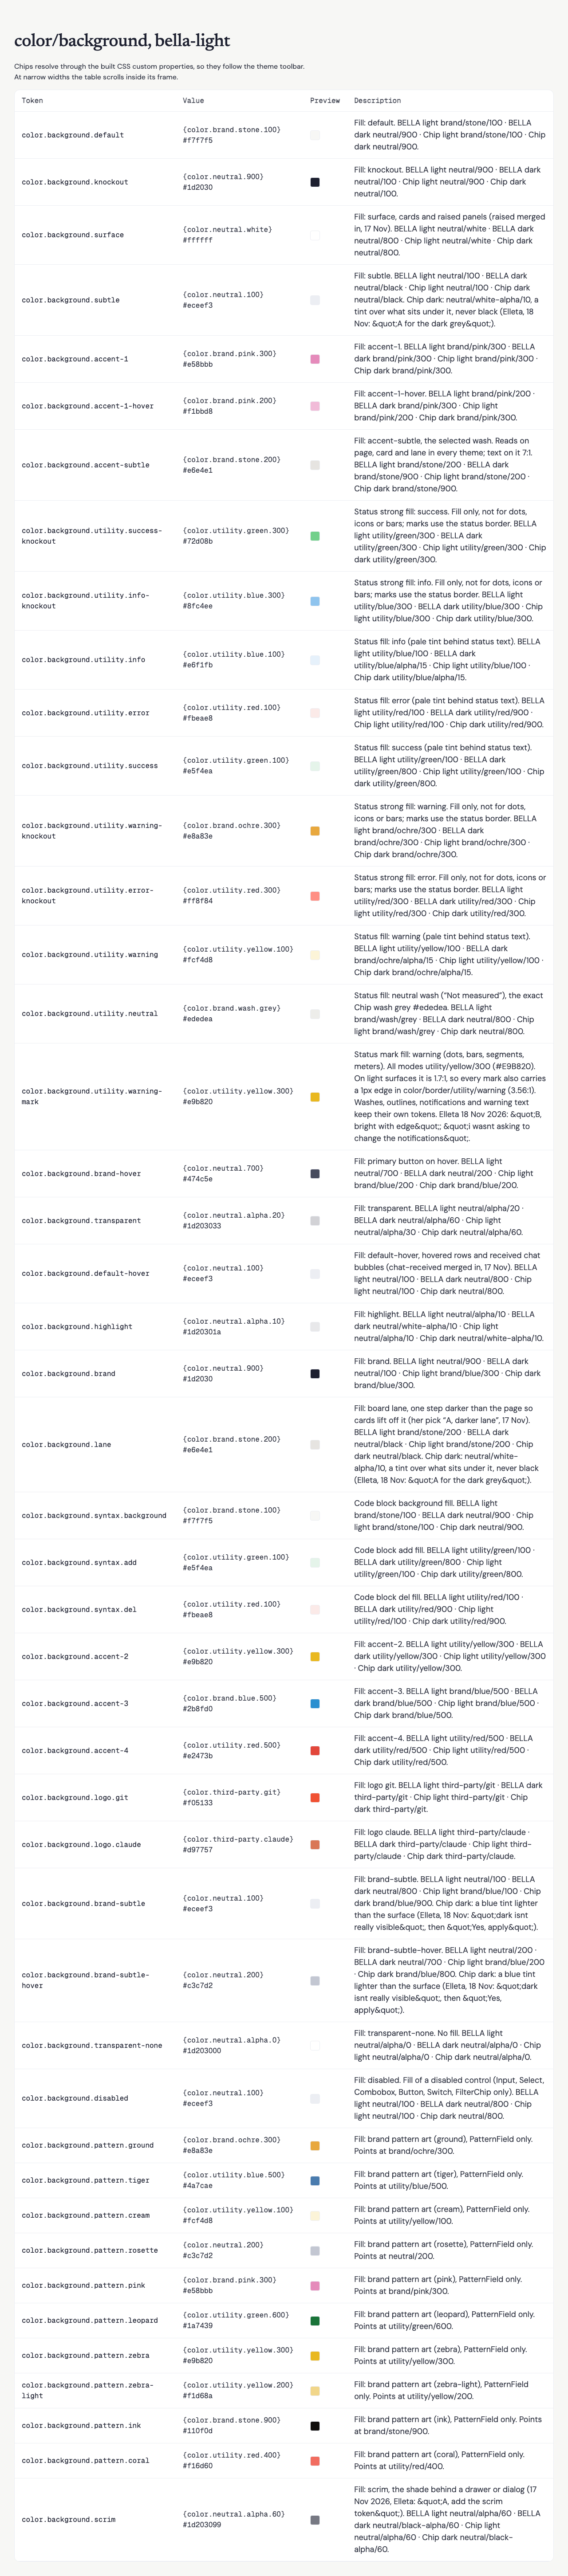 color/background, bella-light
Chips resolve through the built CSS custom properties, so they follow the theme toolbar.
At narrow widths the table scrolls inside its frame.
Token Value Preview Description
color.background.default
{color.brand.stone.100}
#f7f7f5
Fill: default. BELLA light brand/stone/100 · BELLA
dark neutral/900 · Chip light brand/stone/100 · Chip
dark neutral/900.
color.background.knockout
{color.neutral.900}
#1d2030
Fill: knockout. BELLA light neutral/900 · BELLA dark
neutral/100 · Chip light neutral/900 · Chip dark
neutral/100.
color.background.surface
{color.neutral.white}
#ffffff
Fill: surface, cards and raised panels (raised merged
in, 17 Nov). BELLA light neutral/white · BELLA dark
neutral/800 · Chip light neutral/white · Chip dark
neutral/800.
color.background.subtle
{color.neutral.100}
#eceef3
Fill: subtle. BELLA light neutral/100 · BELLA dark
neutral/black · Chip light neutral/100 · Chip dark
neutral/black. Chip dark: neutral/white-alpha/10, a
tint over what sits under it, never black (Elleta, 18
Nov: &quot;A for the dark grey&quot;).
color.background.accent-1
{color.brand.pink.300}
#e58bbb
Fill: accent-1. BELLA light brand/pink/300 · BELLA
dark brand/pink/300 · Chip light brand/pink/300 ·
Chip dark brand/pink/300.
color.background.accent-1-hover
{color.brand.pink.200}
#f1bbd8
Fill: accent-1-hover. BELLA light brand/pink/200 ·
BELLA dark brand/pink/300 · Chip light
brand/pink/200 · Chip dark brand/pink/300.
color.background.accent-subtle
{color.brand.stone.200}
#e6e4e1
Fill: accent-subtle, the selected wash. Reads on
page, card and lane in every theme; text on it 7:1.
BELLA light brand/stone/200 · BELLA dark
brand/stone/900 · Chip light brand/stone/200 ·
Chip dark brand/stone/900.
color.background.utility.success-
knockout
{color.utility.green.300}
#72d08b
Status strong fill: success. Fill only, not for dots,
icons or bars; marks use the status border. BELLA
light utility/green/300 · BELLA dark
utility/green/300 · Chip light utility/green/300 · Chip
dark utility/green/300.
color.background.utility.info-
knockout
{color.utility.blue.300}
#8fc4ee
Status strong fill: info. Fill only, not for dots, icons or
bars; marks use the status border. BELLA light
utility/blue/300 · BELLA dark utility/blue/300 · Chip
light utility/blue/300 · Chip dark utility/blue/300.
color.background.utility.info
{color.utility.blue.100}
#e6f1fb
Status fill: info (pale tint behind status text). BELLA
light utility/blue/100 · BELLA dark
utility/blue/alpha/15 · Chip light utility/blue/100 ·
Chip dark utility/blue/alpha/15.
color.background.utility.error
{color.utility.red.100}
#fbeae8
Status fill: error (pale tint behind status text). BELLA
light utility/red/100 · BELLA dark utility/red/900 ·
Chip light utility/red/100 · Chip dark utility/red/900.
color.background.utility.success
{color.utility.green.100}
#e5f4ea
Status fill: success (pale tint behind status text).
BELLA light utility/green/100 · BELLA dark
utility/green/800 · Chip light utility/green/100 · Chip
dark utility/green/800.
color.background.utility.warning-
knockout
{color.brand.ochre.300}
#e8a83e
Status strong fill: warning. Fill only, not for dots,
icons or bars; marks use the status border. BELLA
light brand/ochre/300 · BELLA dark
brand/ochre/300 · Chip light brand/ochre/300 ·
Chip dark brand/ochre/300.
color.background.utility.error-
knockout
{color.utility.red.300}
#ff8f84
Status strong fill: error. Fill only, not for dots, icons or
bars; marks use the status border. BELLA light
utility/red/300 · BELLA dark utility/red/300 · Chip
light utility/red/300 · Chip dark utility/red/300.
color.background.utility.warning
{color.utility.yellow.100}
#fcf4d8
Status fill: warning (pale tint behind status text).
BELLA light utility/yellow/100 · BELLA dark
brand/ochre/alpha/15 · Chip light utility/yellow/100 ·
Chip dark brand/ochre/alpha/15.
color.background.utility.neutral
{color.brand.wash.grey}
#ededea
Status fill: neutral wash (“Not measured”), the exact
Chip wash grey #ededea. BELLA light
brand/wash/grey · BELLA dark neutral/800 · Chip
light brand/wash/grey · Chip dark neutral/800.
color.background.utility.warning-
mark
{color.utility.yellow.300}
#e9b820
Status mark fill: warning (dots, bars, segments,
meters). All modes utility/yellow/300 (#E9B820).
On light surfaces it is 1.7:1, so every mark also carries
a 1px edge in color/border/utility/warning (3.56:1).
Washes, outlines, notifications and warning text
keep their own tokens. Elleta 18 Nov 2026: &quot;B,
bright with edge&quot;; &quot;i wasnt asking to
change the notifications&quot;.
color.background.brand-hover
{color.neutral.700}
#474c5e
Fill: primary button on hover. BELLA light
neutral/700 · BELLA dark neutral/200 · Chip light
brand/blue/200 · Chip dark brand/blue/200.
color.background.transparent
{color.neutral.alpha.20}
#1d203033
Fill: transparent. BELLA light neutral/alpha/20 ·
BELLA dark neutral/alpha/60 · Chip light
neutral/alpha/30 · Chip dark neutral/alpha/60.
color.background.default-hover
{color.neutral.100}
#eceef3
Fill: default-hover, hovered rows and received chat
bubbles (chat-received merged in, 17 Nov). BELLA
light neutral/100 · BELLA dark neutral/800 · Chip
light neutral/100 · Chip dark neutral/800.
color.background.highlight
{color.neutral.alpha.10}
#1d20301a
Fill: highlight. BELLA light neutral/alpha/10 · BELLA
dark neutral/white-alpha/10 · Chip light
neutral/alpha/10 · Chip dark neutral/white-alpha/10.
color.background.brand
{color.neutral.900}
#1d2030
Fill: brand. BELLA light neutral/900 · BELLA dark
neutral/100 · Chip light brand/blue/300 · Chip dark
brand/blue/300.
color.background.lane
{color.brand.stone.200}
#e6e4e1
Fill: board lane, one step darker than the page so
cards lift off it (her pick “A, darker lane”, 17 Nov).
BELLA light brand/stone/200 · BELLA dark
neutral/black · Chip light brand/stone/200 · Chip
dark neutral/black. Chip dark: neutral/white-
alpha/10, a tint over what sits under it, never black
(Elleta, 18 Nov: &quot;A for the dark grey&quot;).
color.background.syntax.background
{color.brand.stone.100}
#f7f7f5
Code block background fill. BELLA light
brand/stone/100 · BELLA dark neutral/900 · Chip
light brand/stone/100 · Chip dark neutral/900.
color.background.syntax.add
{color.utility.green.100}
#e5f4ea
Code block add fill. BELLA light utility/green/100 ·
BELLA dark utility/green/800 · Chip light
utility/green/100 · Chip dark utility/green/800.
color.background.syntax.del
{color.utility.red.100}
#fbeae8
Code block del fill. BELLA light utility/red/100 ·
BELLA dark utility/red/900 · Chip light
utility/red/100 · Chip dark utility/red/900.
color.background.accent-2
{color.utility.yellow.300}
#e9b820
Fill: accent-2. BELLA light utility/yellow/300 · BELLA
dark utility/yellow/300 · Chip light utility/yellow/300
· Chip dark utility/yellow/300.
color.background.accent-3
{color.brand.blue.500}
#2b8fd0
Fill: accent-3. BELLA light brand/blue/500 · BELLA
dark brand/blue/500 · Chip light brand/blue/500 ·
Chip dark brand/blue/500.
color.background.accent-4
{color.utility.red.500}
#e2473b
Fill: accent-4. BELLA light utility/red/500 · BELLA
dark utility/red/500 · Chip light utility/red/500 ·
Chip dark utility/red/500.
color.background.logo.git
{color.third-party.git}
#f05133
Fill: logo git. BELLA light third-party/git · BELLA dark
third-party/git · Chip light third-party/git · Chip
dark third-party/git.
color.background.logo.claude
{color.third-party.claude}
#d97757
Fill: logo claude. BELLA light third-party/claude ·
BELLA dark third-party/claude · Chip light third-
party/claude · Chip dark third-party/claude.
color.background.brand-subtle
{color.neutral.100}
#eceef3
Fill: brand-subtle. BELLA light neutral/100 · BELLA
dark neutral/800 · Chip light brand/blue/100 · Chip
dark brand/blue/900. Chip dark: a blue tint lighter
than the surface (Elleta, 18 Nov: &quot;dark isnt
really visible&quot;, then &quot;Yes, apply&quot;).
color.background.brand-subtle-
hover
{color.neutral.200}
#c3c7d2
Fill: brand-subtle-hover. BELLA light neutral/200 ·
BELLA dark neutral/700 · Chip light brand/blue/200
· Chip dark brand/blue/800. Chip dark: a blue tint
lighter than the surface (Elleta, 18 Nov: &quot;dark
isnt really visible&quot;, then &quot;Yes,
apply&quot;).
color.background.transparent-none
{color.neutral.alpha.0}
#1d203000
Fill: transparent-none. No fill. BELLA light
neutral/alpha/0 · BELLA dark neutral/alpha/0 · Chip
light neutral/alpha/0 · Chip dark neutral/alpha/0.
color.background.disabled
{color.neutral.100}
#eceef3
Fill: disabled. Fill of a disabled control (Input, Select,
Combobox, Button, Switch, FilterChip only). BELLA
light neutral/100 · BELLA dark neutral/800 · Chip
light neutral/100 · Chip dark neutral/800.
color.background.pattern.ground
{color.brand.ochre.300}
#e8a83e
Fill: brand pattern art (ground), PatternField only.
Points at brand/ochre/300.
color.background.pattern.tiger
{color.utility.blue.500}
#4a7cae
Fill: brand pattern art (tiger), PatternField only.
Points at utility/blue/500.
color.background.pattern.cream
{color.utility.yellow.100}
#fcf4d8
Fill: brand pattern art (cream), PatternField only.
Points at utility/yellow/100.
color.background.pattern.rosette
{color.neutral.200}
#c3c7d2
Fill: brand pattern art (rosette), PatternField only.
Points at neutral/200.
color.background.pattern.pink
{color.brand.pink.300}
#e58bbb
Fill: brand pattern art (pink), PatternField only.
Points at brand/pink/300.
color.background.pattern.leopard
{color.utility.green.600}
#1a7439
Fill: brand pattern art (leopard), PatternField only.
Points at utility/green/600.
color.background.pattern.zebra
{color.utility.yellow.300}
#e9b820
Fill: brand pattern art (zebra), PatternField only.
Points at utility/yellow/300.
color.background.pattern.zebra-
light
{color.utility.yellow.200}
#f1d68a
Fill: brand pattern art (zebra-light), PatternField
only. Points at utility/yellow/200.
color.background.pattern.ink
{color.brand.stone.900}
#110f0d
Fill: brand pattern art (ink), PatternField only. Points
at brand/stone/900.
color.background.pattern.coral
{color.utility.red.400}
#f16d60
Fill: brand pattern art (coral), PatternField only.
Points at utility/red/400.
color.background.scrim
{color.neutral.alpha.60}
#1d203099
Fill: scrim, the shade behind a drawer or dialog (17
Nov 2026, Elleta: &quot;A, add the scrim
token&quot;). BELLA light neutral/alpha/60 · BELLA
dark neutral/black-alpha/60 · Chip light
neutral/alpha/60 · Chip dark neutral/black-
alpha/60.